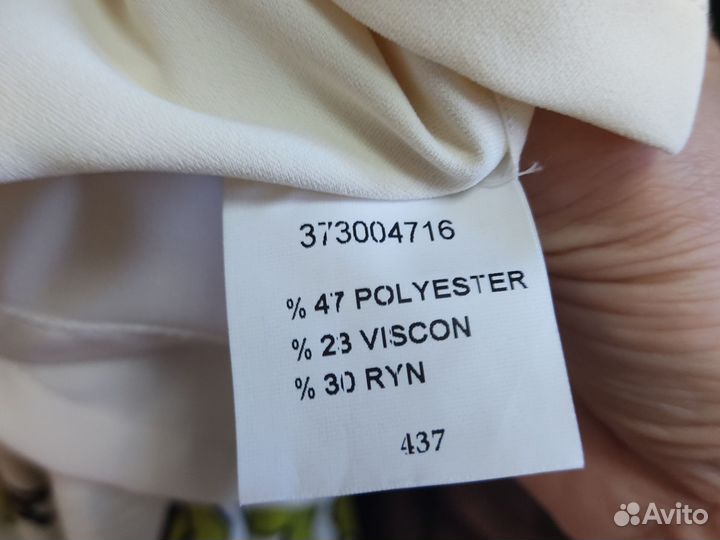 373004716
% 47 POLYESTER
% 23 VISCON
% 30 RYN
437
Avito